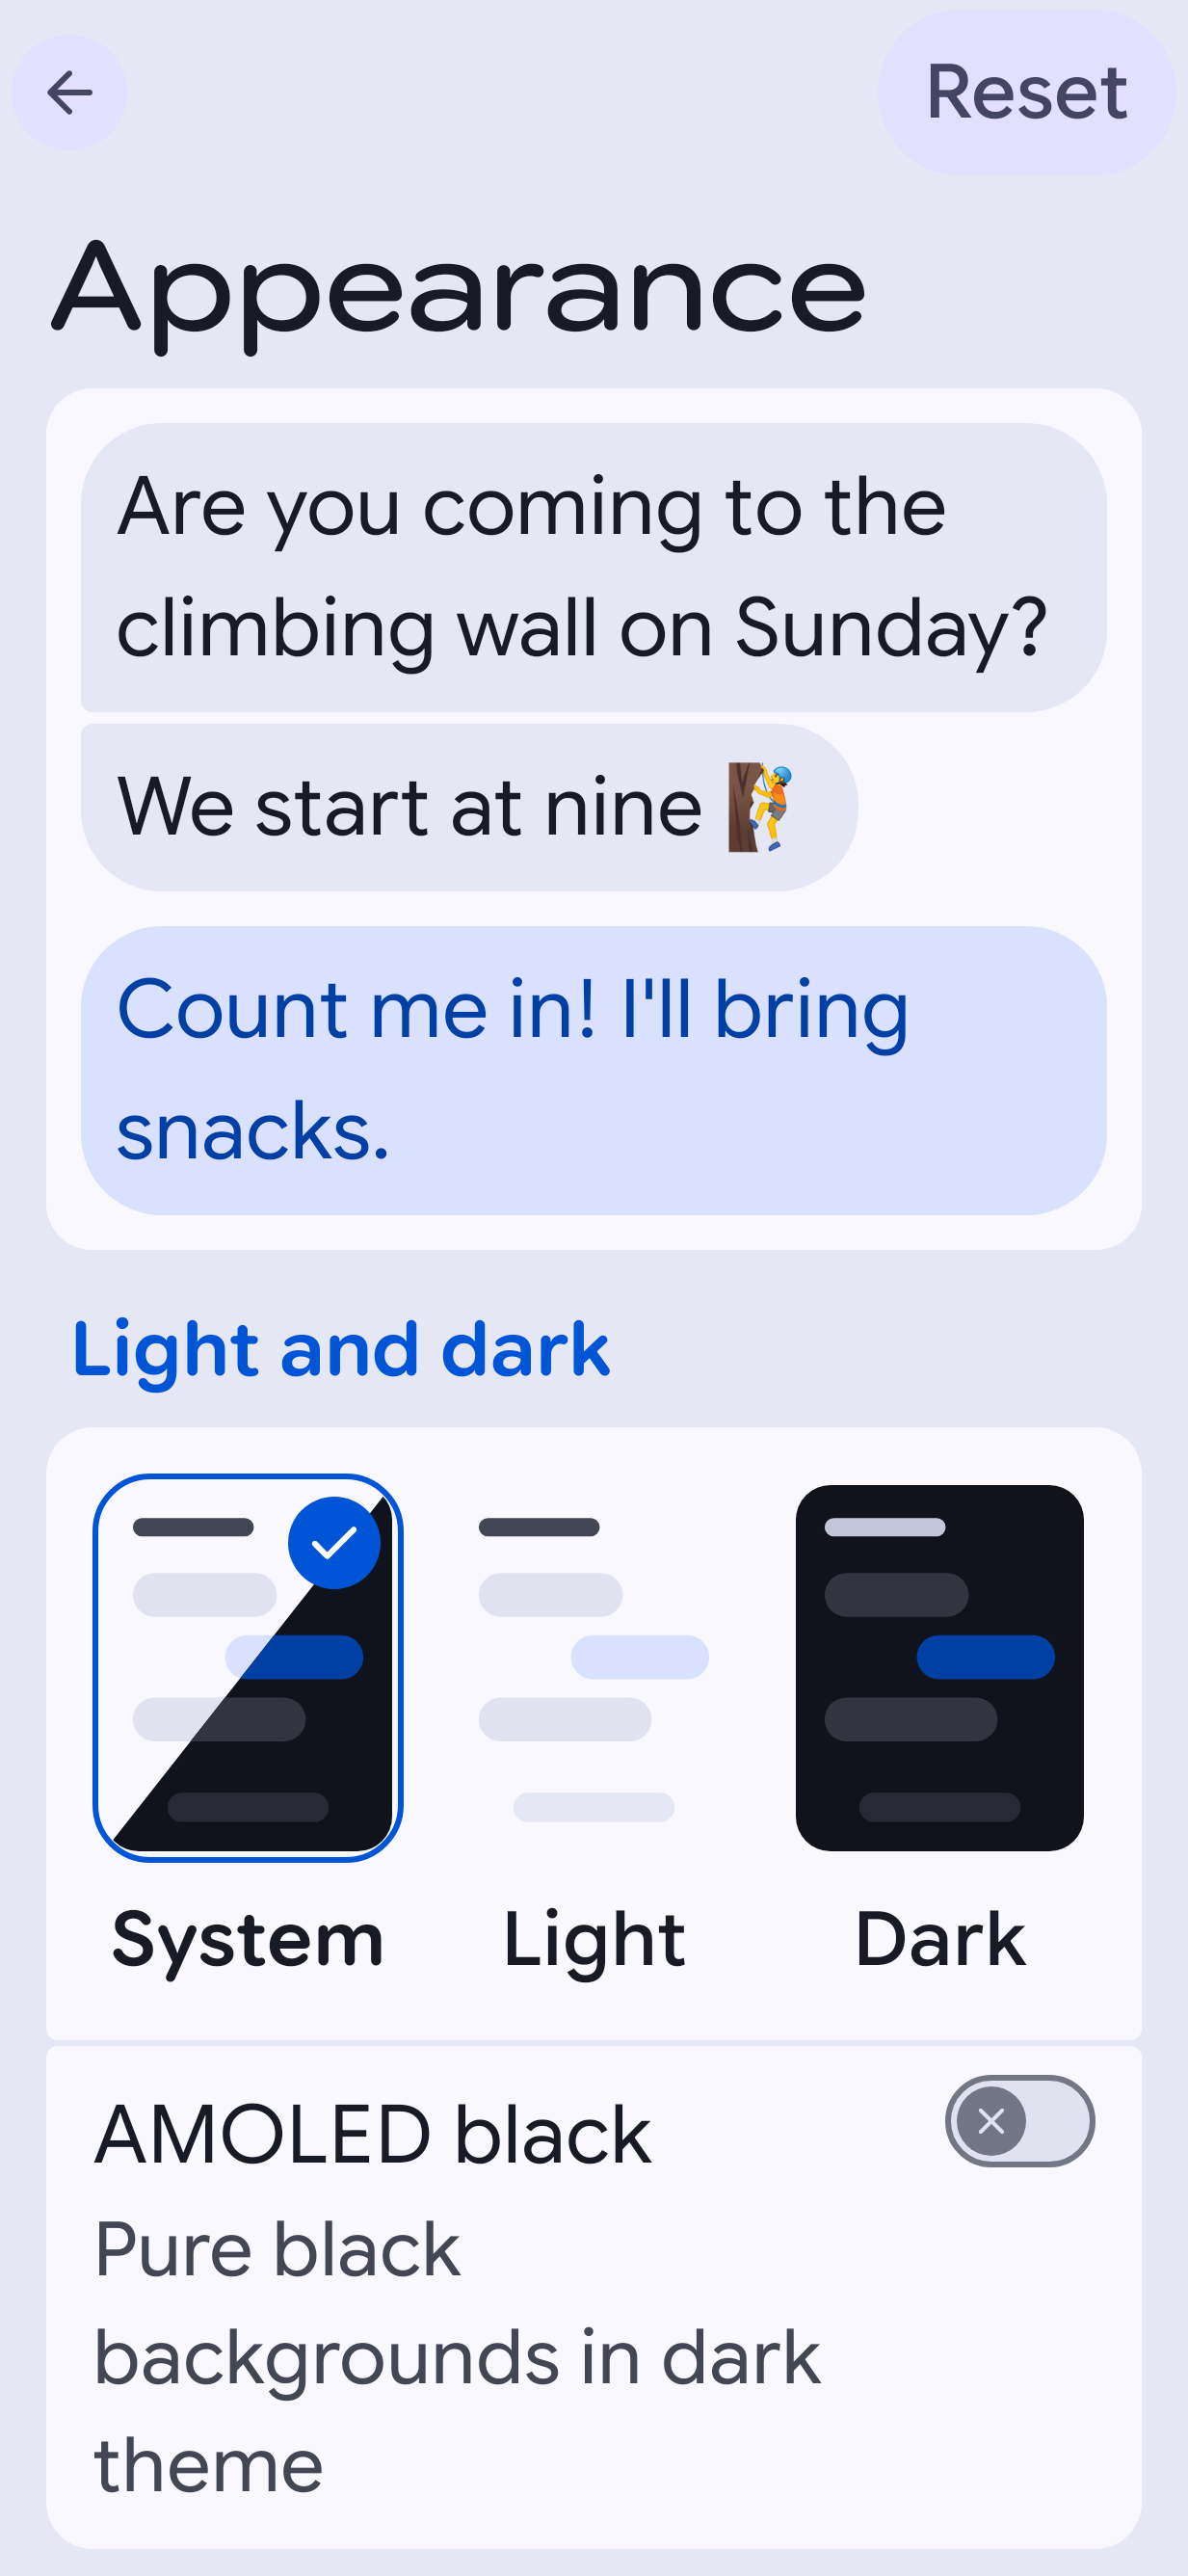 Reset
Appearance
Are you coming to the
climbing wall on Sunday?
We start at nine 🧗
Count me in! I'll bring
snacks.
Light and dark
System
Light
Dark
AMOLED black
Pure black
backgrounds in dark
theme